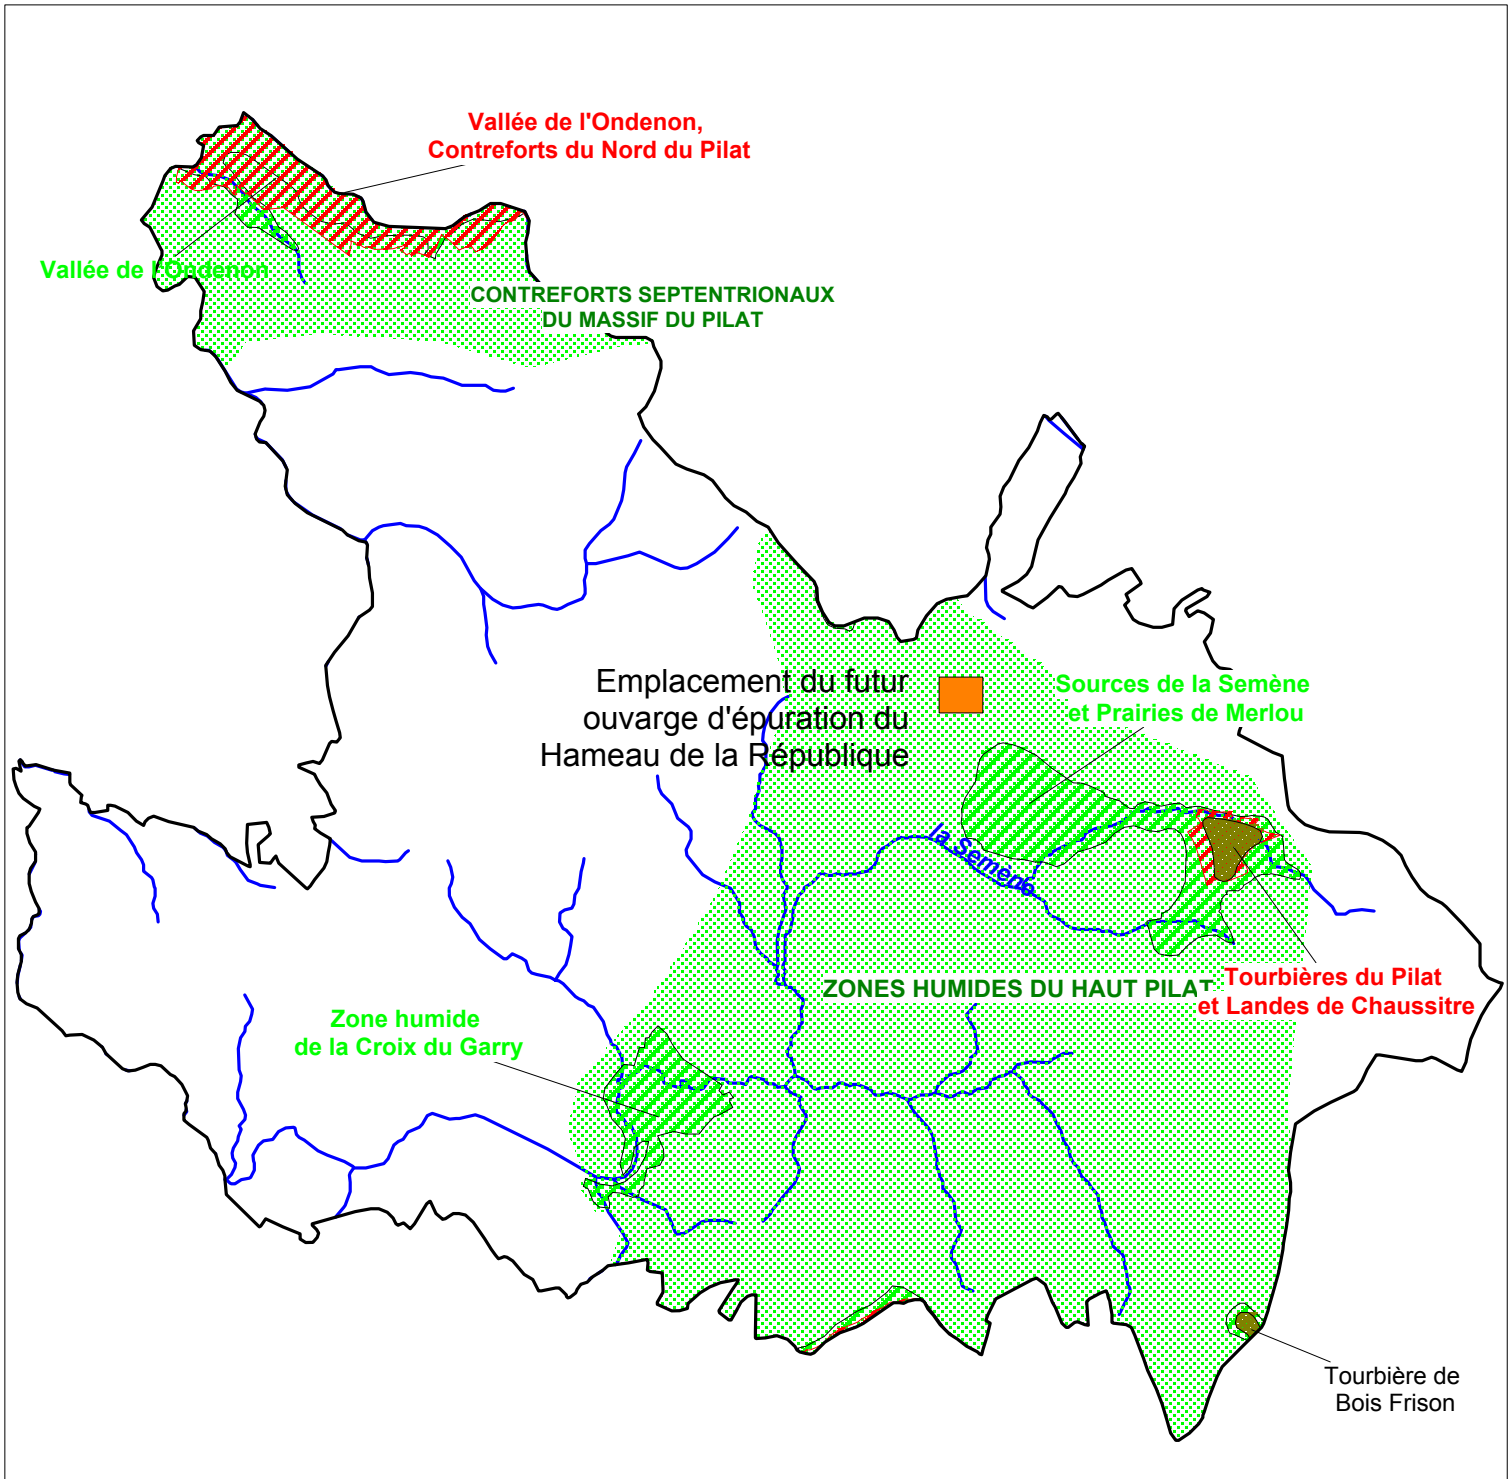 Vallée de l'Ondenon,
Contreforts du Nord du Pilat
Vallée de l'Ondenon
CONTREFORTS SEPTENTRIONAUX
DU MASSIF DU PILAT
Emplacement du futur
ouvarge d'épuration du
Hameau de la République
Sources de la Semène
et Prairies de Merlou
la Semène
ZONES HUMIDES DU HAUT PILAT
Tourbières du Pilat
et Landes de Chaussitre
Zone humide
de la Croix du Garry
Tourbière de
Bois Frison